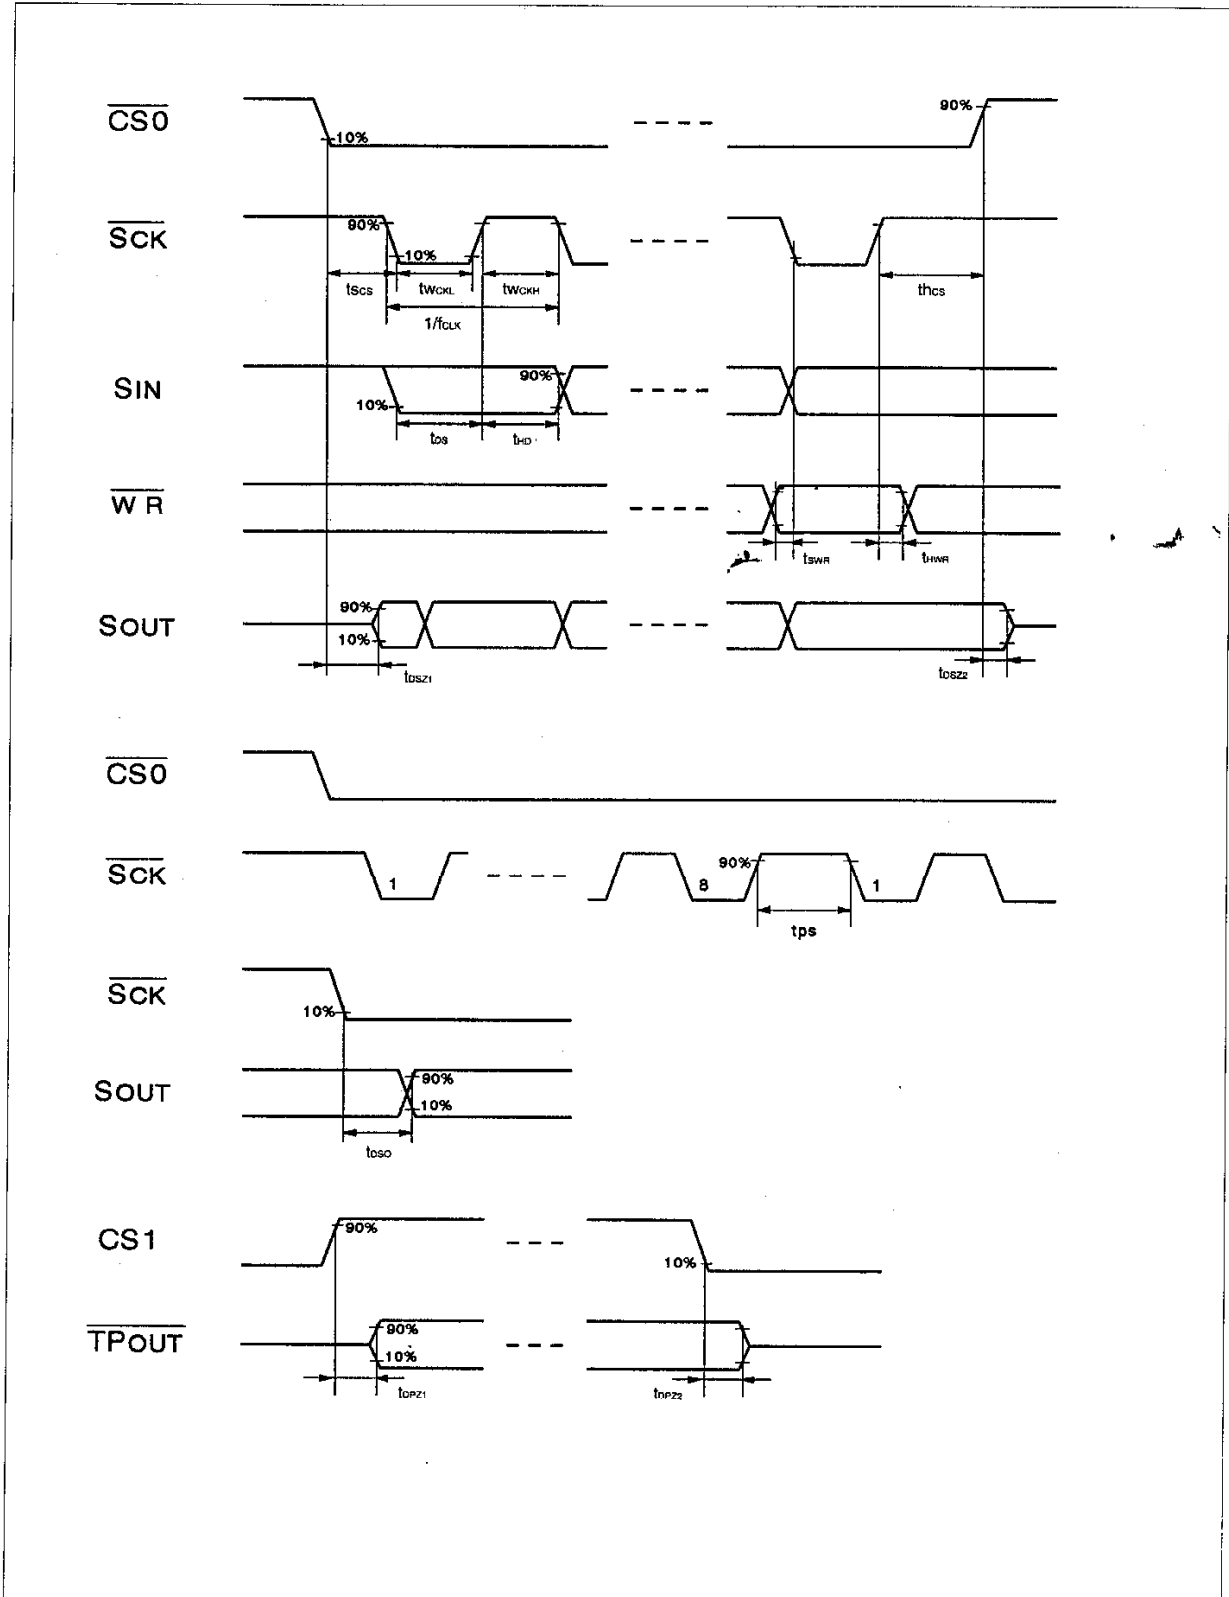 CS0
10%
90%
SCK
90%
10%
tSCS
tWCKL
tWCKH
thCS
1/fCLK
SIN
90%
10%
tDS
tHD
WR
tSWR
tHWR
SOUT
90%
10%
tDSZ1
tDSZ2
CS0
SCK
1
8
90%
1
tps
SCK
10%
SOUT
90%
10%
tDSO
CS1
90%
10%
TPOUT
90%
10%
tDPZ1
tDPZ2